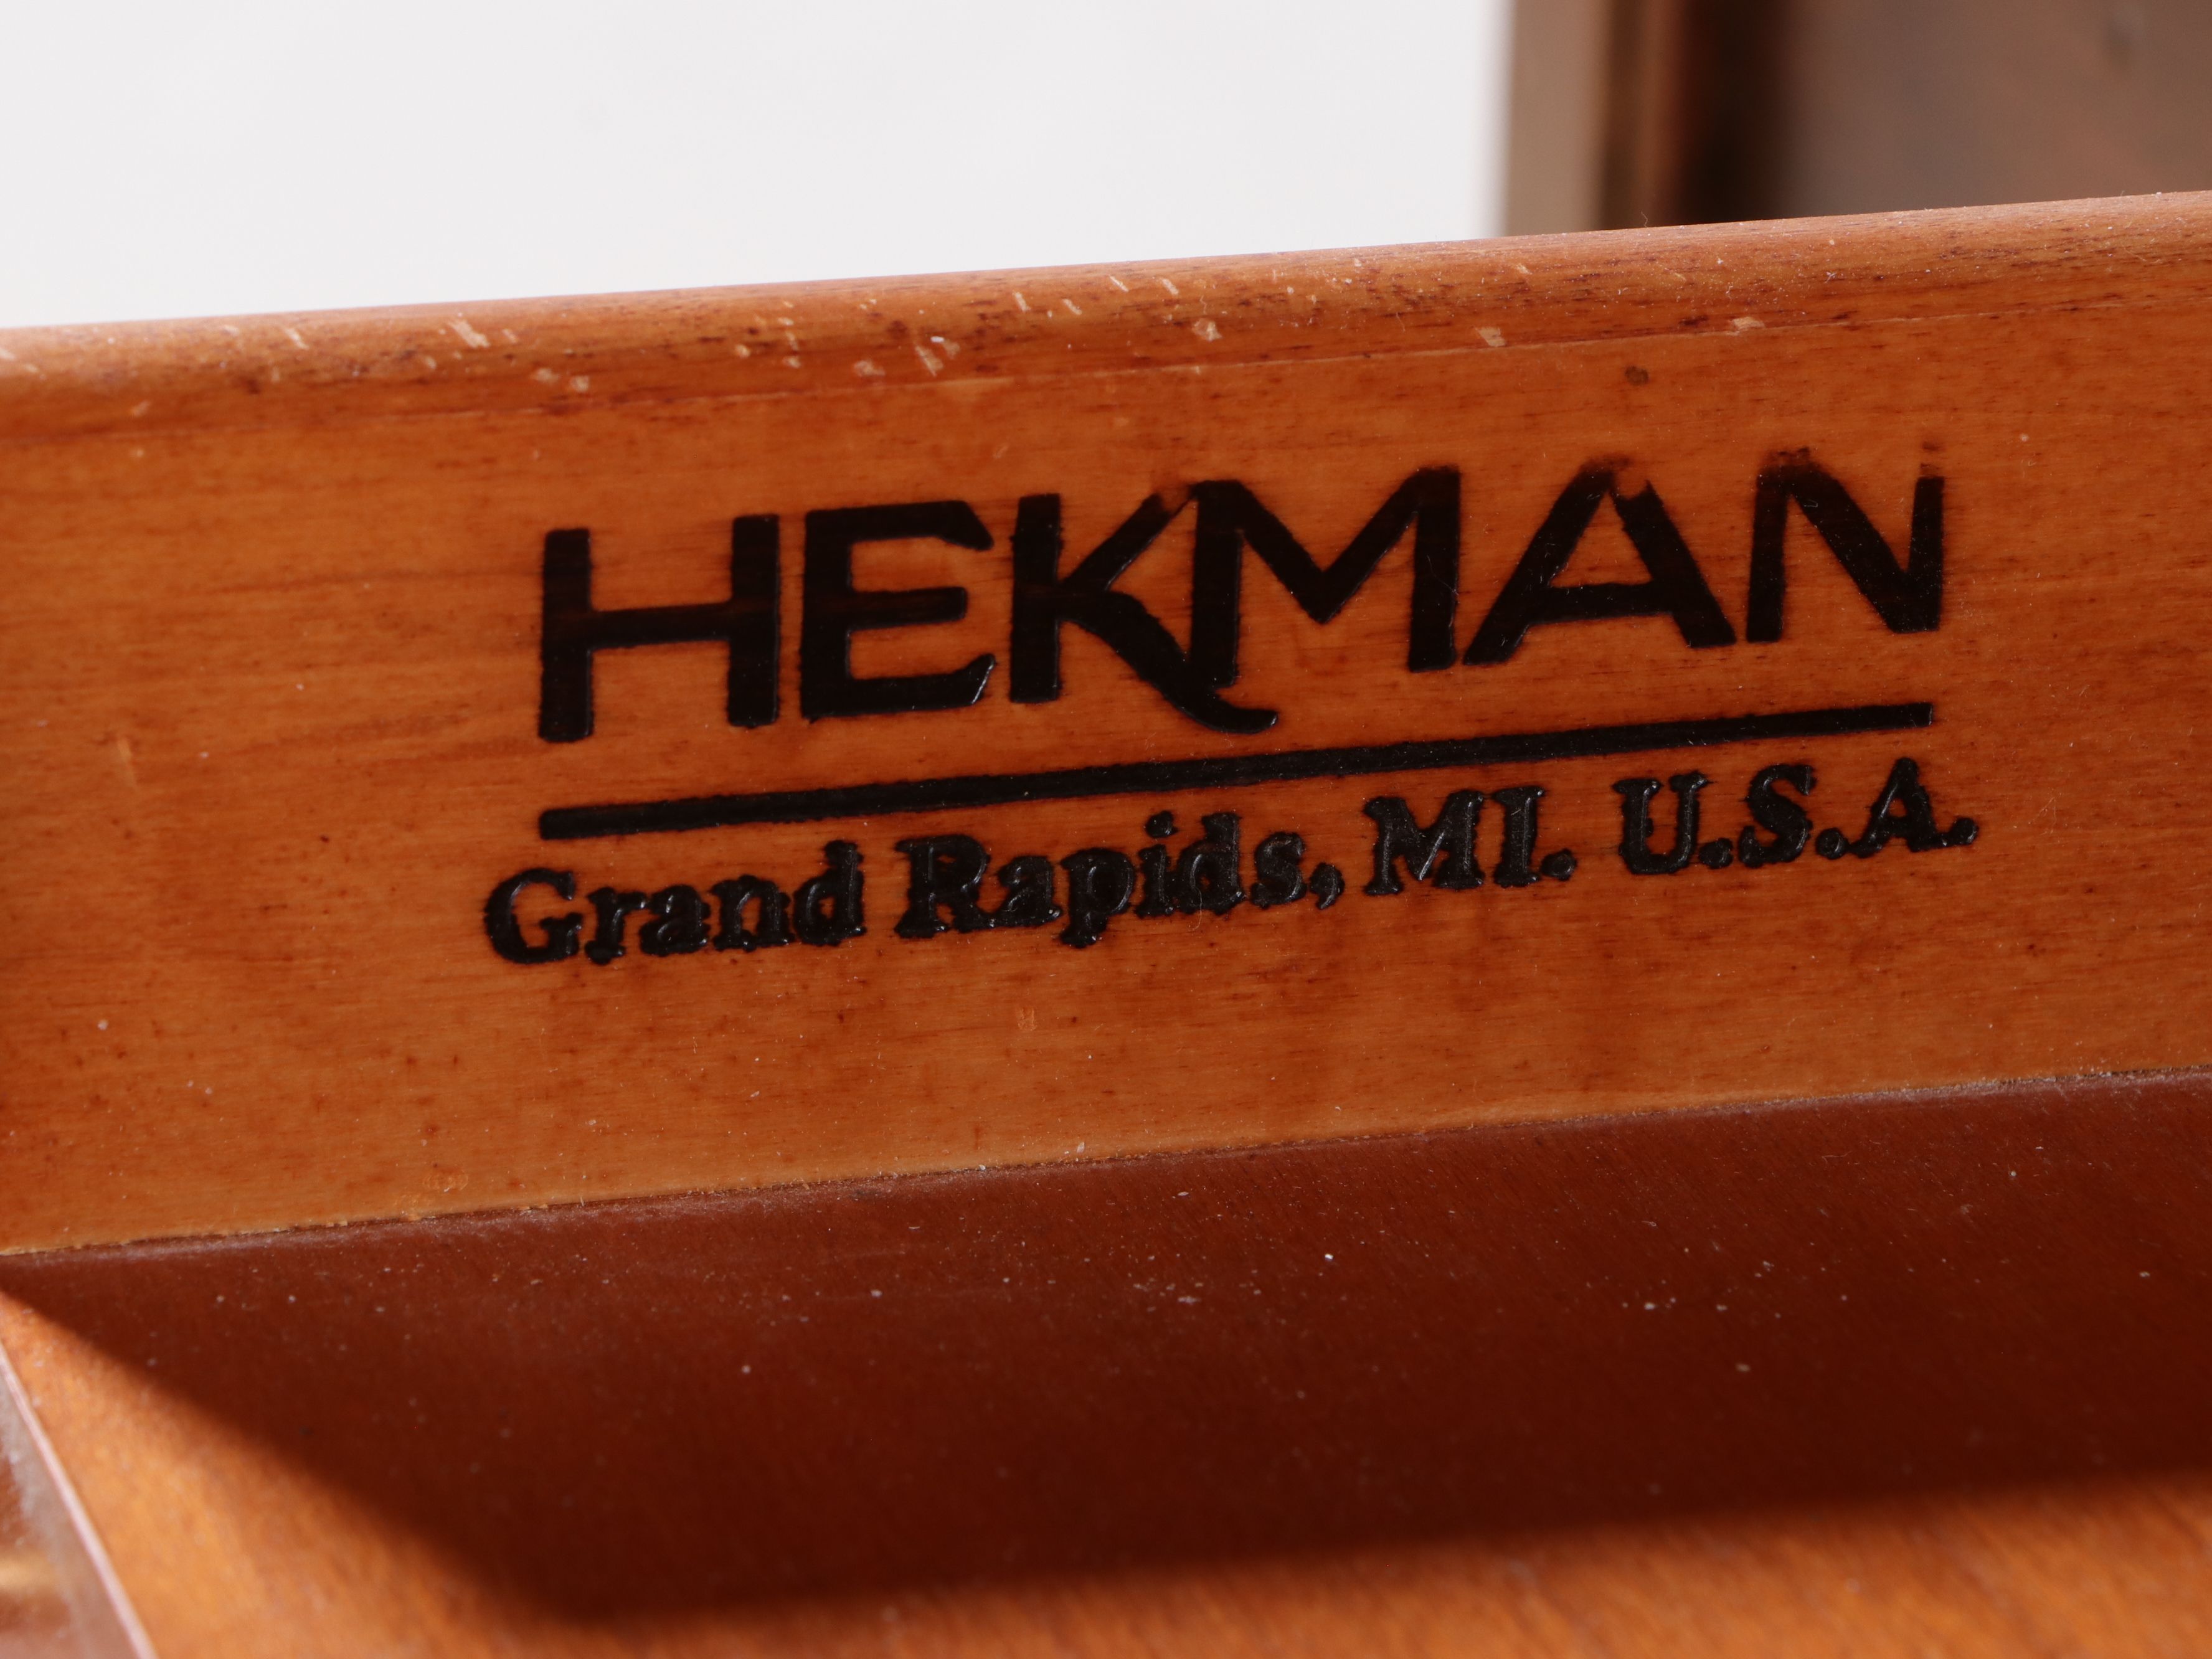 HEKMAN
Grand Rapids, MI. U.S.A.